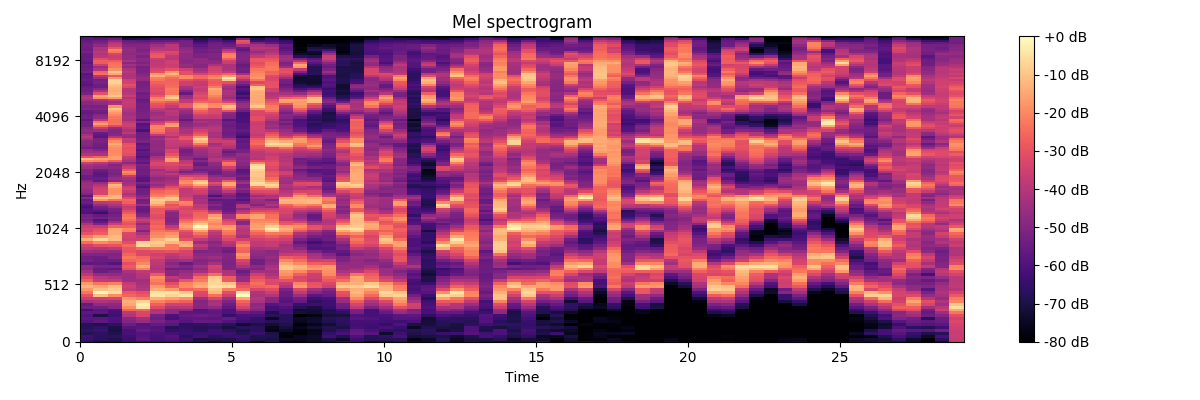 Mel spectrogram
8192
4096
2048
1024
512
0
Hz
0 5 10 15 20 25
Time
+0 dB
-10 dB
-20 dB
-30 dB
-40 dB
-50 dB
-60 dB
-70 dB
-80 dB